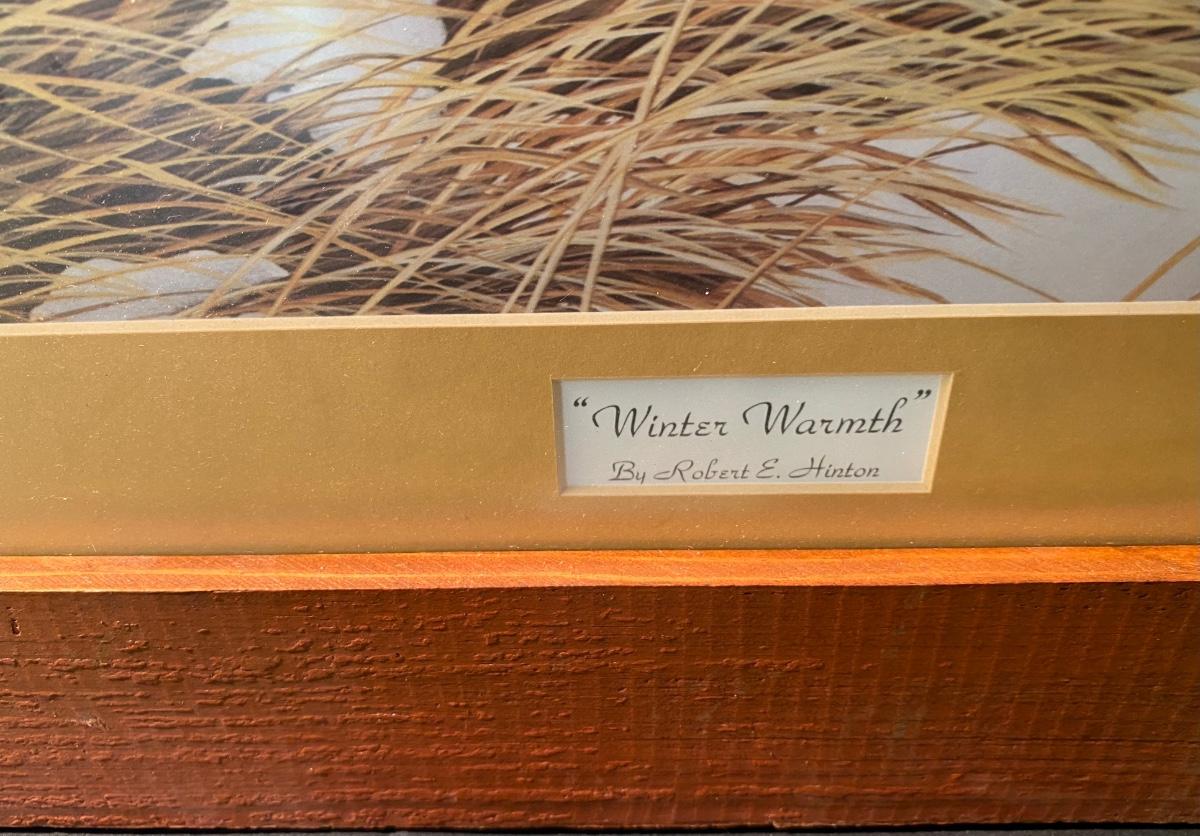 “Winter Warmth”
By Robert E. Hinton